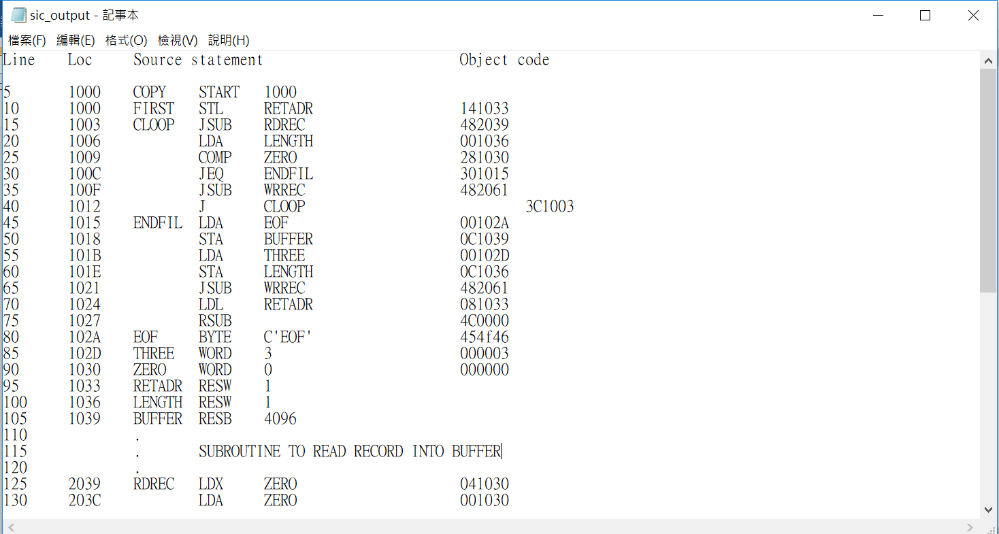 sic_output - 記事本
檔案(F) 編輯(E) 格式(O) 檢視(V) 說明(H)
Line Loc Source statement Object code
5 1000 COPY START 1000
10 1000 FIRST STL RETADR 141033
15 1003 CLOOP JSUB RDREC 482039
20 1006 LDA LENGTH 001036
25 1009 COMP ZERO 281030
30 100C JEQ ENDFIL 301015
35 100F JSUB WRREC 482061
40 1012 J CLOOP 3C1003
45 1015 ENDFIL LDA EOF 00102A
50 1018 STA BUFFER 0C1039
55 101B LDA THREE 00102D
60 101E STA LENGTH 0C1036
65 1021 JSUB WRREC 482061
70 1024 LDL RETADR 081033
75 1027 RSUB 4C0000
80 102A EOF BYTE C'EOF' 454f46
85 102D THREE WORD 3 000003
90 1030 ZERO WORD 0 000000
95 1033 RETADR RESW 1
100 1036 LENGTH RESW 1
105 1039 BUFFER RESB 4096
110 .
115 . SUBROUTINE TO READ RECORD INTO BUFFER
120 .
125 2039 RDREC LDX ZERO 041030
130 203C LDA ZERO 001030